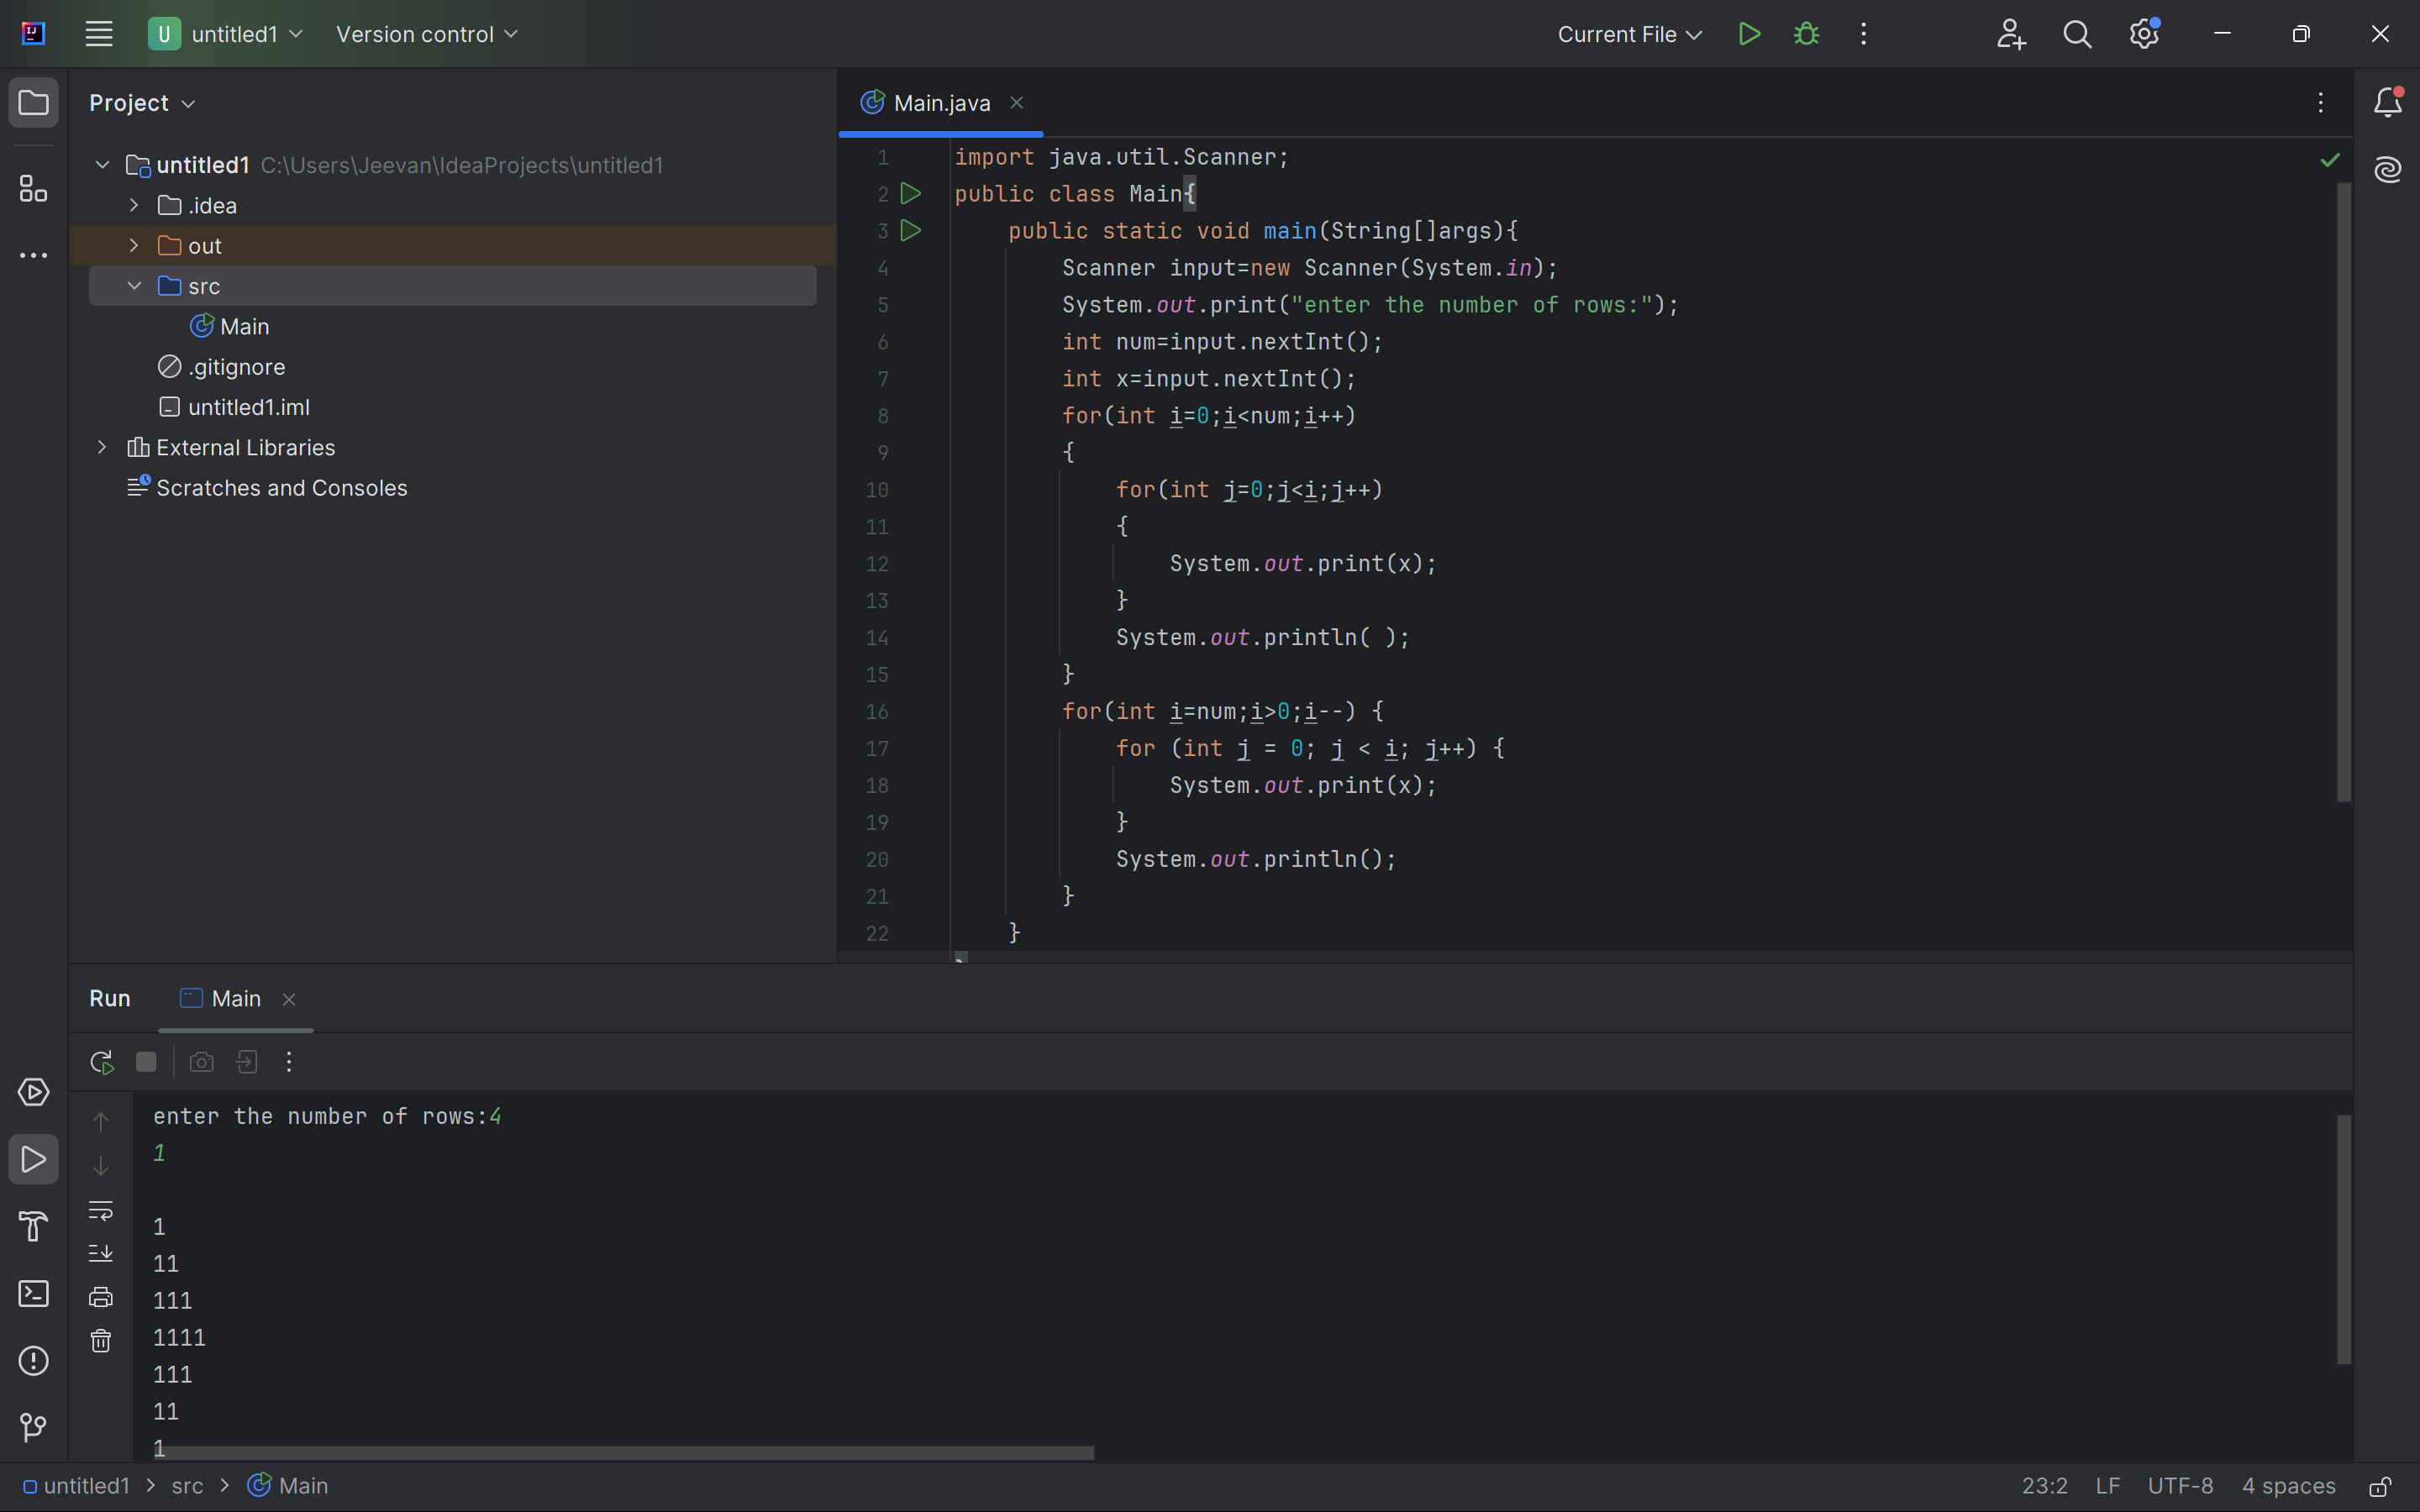 U untitled1 Version control Current File
Project
Main.java
untitled1 C:\Users\Jeevan\IdeaProjects\untitled1
.idea
out
src
Main
.gitignore
untitled1.iml
External Libraries
Scratches and Consoles
1 import java.util.Scanner;
2 public class Main{
3     public static void main(String[]args){
4         Scanner input=new Scanner(System.in);
5         System.out.print("enter the number of rows:");
6         int num=input.nextInt();
7         int x=input.nextInt();
8         for(int i=0;i<num;i++)
9         {
10             for(int j=0;j<i;j++)
11             {
12                 System.out.print(x);
13             }
14             System.out.println( );
15         }
16         for(int i=num;i>0;i--) {
17             for (int j = 0; j < i; j++) {
18                 System.out.print(x);
19             }
20             System.out.println();
21         }
22     }
Run Main
enter the number of rows:4
1
1
11
111
1111
111
11
1
untitled1 > src > Main 23:2 LF UTF-8 4 spaces